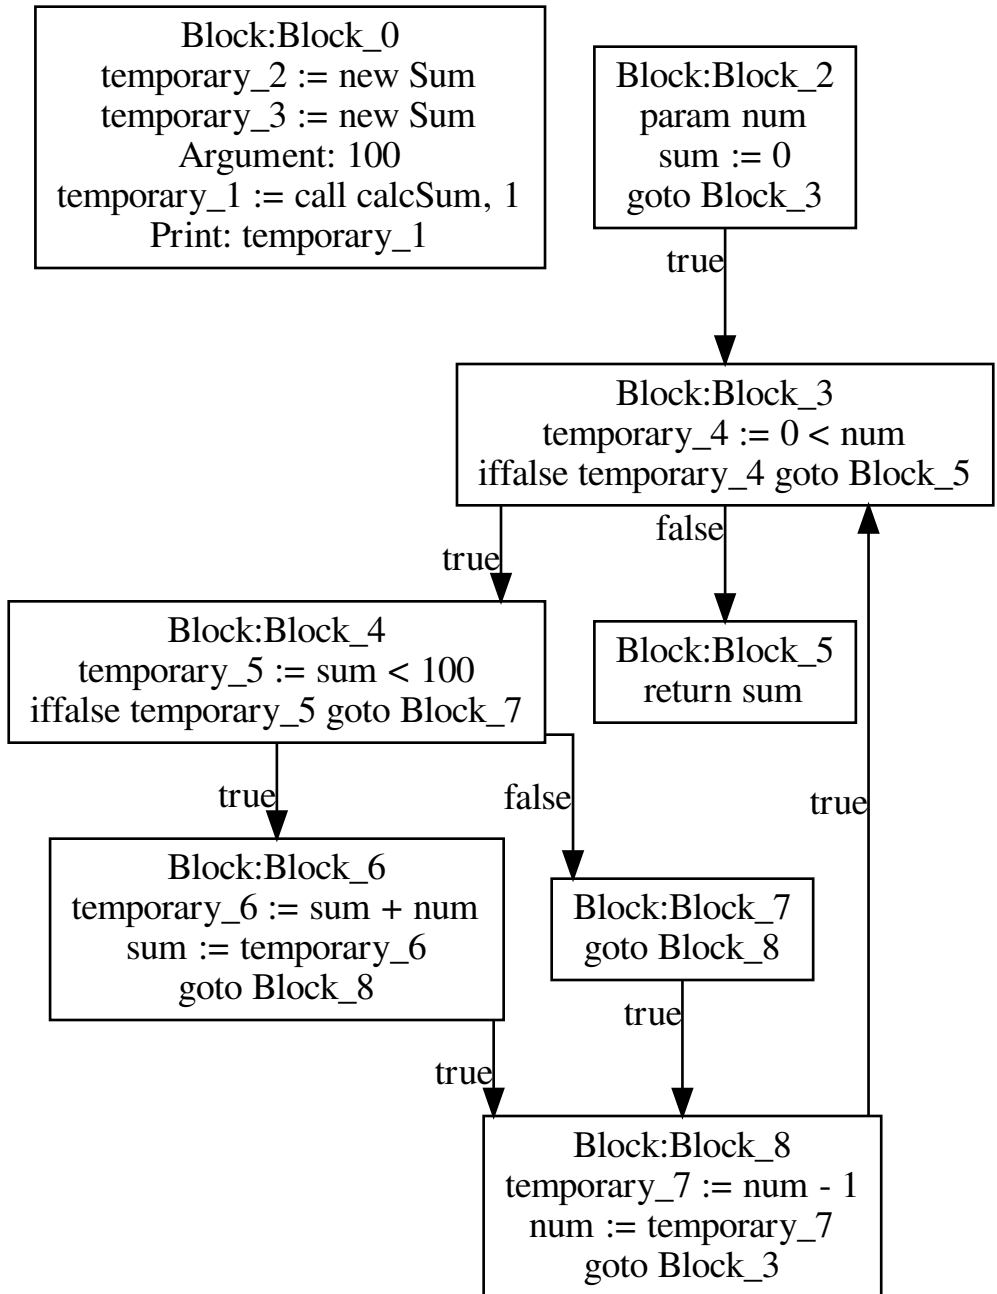 Block:Block_0
temporary_2 := new Sum
temporary_3 := new Sum
Argument: 100
temporary_1 := call calcSum, 1
Print: temporary_1
Block:Block_2
param num
sum := 0
goto Block_3
true
Block:Block_3
temporary_4 := 0 < num
iffalse temporary_4 goto Block_5
true
false
Block:Block_4
temporary_5 := sum < 100
iffalse temporary_5 goto Block_7
Block:Block_5
return sum
true
false
true
Block:Block_6
temporary_6 := sum + num
sum := temporary_6
goto Block_8
Block:Block_7
goto Block_8
true
true
Block:Block_8
temporary_7 := num - 1
num := temporary_7
goto Block_3